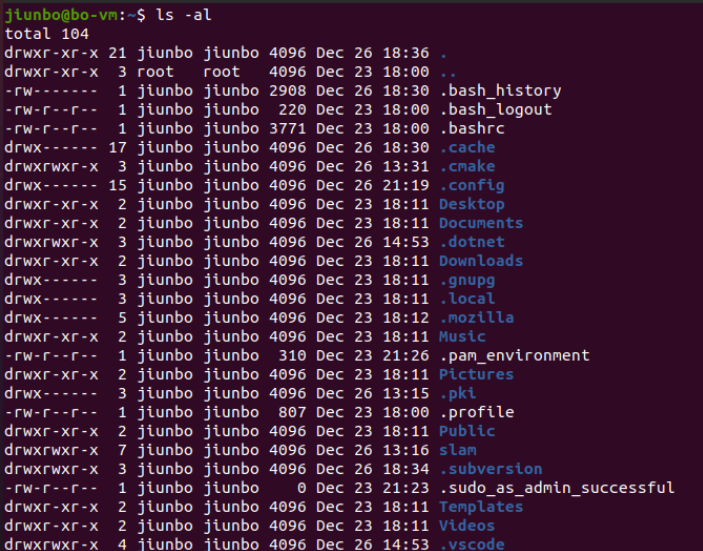 jiunbo@bo-vm:~$ ls -al
total 104
drwxr-xr-x 21 jiunbo jiunbo 4096 Dec 26 18:36 .
drwxr-xr-x  3 root   root   4096 Dec 23 18:00 ..
-rw-------  1 jiunbo jiunbo 2908 Dec 26 18:30 .bash_history
-rw-r--r--  1 jiunbo jiunbo  220 Dec 23 18:00 .bash_logout
-rw-r--r--  1 jiunbo jiunbo 3771 Dec 23 18:00 .bashrc
drwx------ 17 jiunbo jiunbo 4096 Dec 26 18:30 .cache
drwxrwxr-x  3 jiunbo jiunbo 4096 Dec 26 13:31 .cmake
drwx------ 15 jiunbo jiunbo 4096 Dec 26 21:19 .config
drwxr-xr-x  2 jiunbo jiunbo 4096 Dec 23 18:11 Desktop
drwxr-xr-x  2 jiunbo jiunbo 4096 Dec 23 18:11 Documents
drwxrwxr-x  3 jiunbo jiunbo 4096 Dec 26 14:53 .dotnet
drwxr-xr-x  2 jiunbo jiunbo 4096 Dec 23 18:11 Downloads
drwx------  3 jiunbo jiunbo 4096 Dec 23 18:11 .gnupg
drwx------  3 jiunbo jiunbo 4096 Dec 23 18:11 .local
drwx------  5 jiunbo jiunbo 4096 Dec 23 18:12 .mozilla
drwxr-xr-x  2 jiunbo jiunbo 4096 Dec 23 18:11 Music
-rw-r--r--  1 jiunbo jiunbo  310 Dec 23 21:26 .pam_environment
drwxr-xr-x  2 jiunbo jiunbo 4096 Dec 23 18:11 Pictures
drwx------  3 jiunbo jiunbo 4096 Dec 26 13:15 .pki
-rw-r--r--  1 jiunbo jiunbo  807 Dec 23 18:00 .profile
drwxr-xr-x  2 jiunbo jiunbo 4096 Dec 23 18:11 Public
drwxrwxr-x  7 jiunbo jiunbo 4096 Dec 26 13:16 slam
drwxrwxr-x  3 jiunbo jiunbo 4096 Dec 26 18:34 .subversion
-rw-r--r--  1 jiunbo jiunbo    0 Dec 23 21:23 .sudo_as_admin_successful
drwxr-xr-x  2 jiunbo jiunbo 4096 Dec 23 18:11 Templates
drwxr-xr-x  2 jiunbo jiunbo 4096 Dec 23 18:11 Videos
drwxrwxr-x  4 jiunbo jiunbo 4096 Dec 26 14:53 .vscode